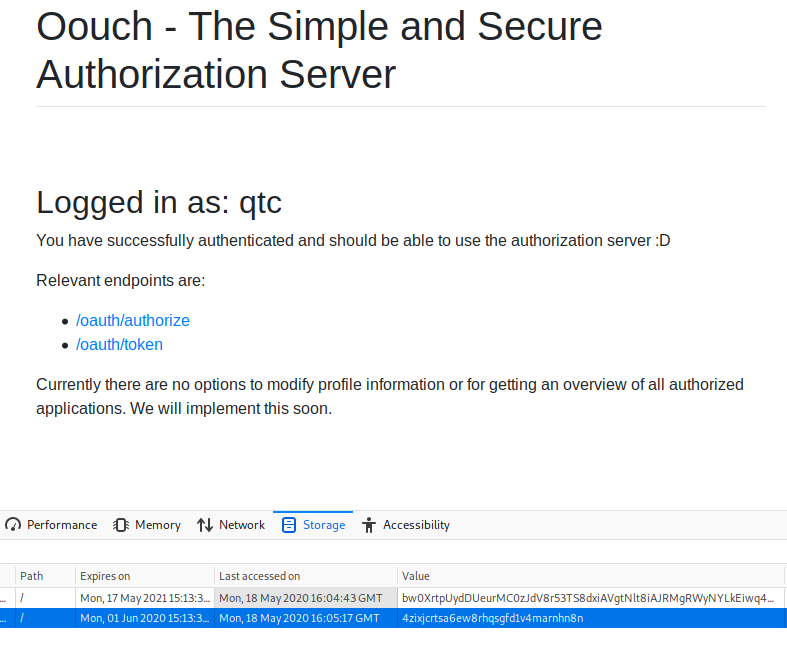 Oouch - The Simple and Secure
Authorization Server
Logged in as: qtc
You have successfully authenticated and should be able to use the authorization server :D
Relevant endpoints are:
• /oauth/authorize
• /oauth/token
Currently there are no options to modify profile information or for getting an overview of all authorized
applications. We will implement this soon.
Performance Memory Network Storage Accessibility
Path Expires on Last accessed on Value
... / Mon, 17 May 2021 15:13:3... Mon, 18 May 2020 16:04:43 GMT bw0XrtpUydDUeurMC0zJdV8r53TS8dxiAVgtNlt8iAJRMgRWyNYLkEiwq4...
... / Mon, 01 Jun 2020 15:13:3... Mon, 18 May 2020 16:05:17 GMT 4zixjcrtsa6ew8rhqsgfd1v4marnhn8n